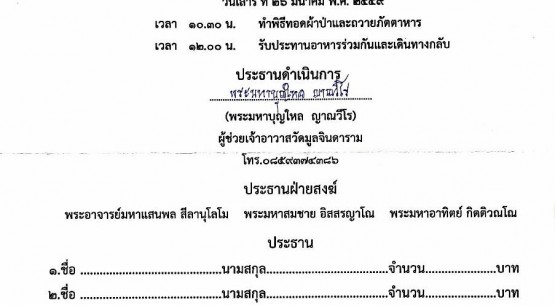 วันเสาร์ ที่ ๒๖ มีนาคม พ.ศ. ๒๕๕๙
เวลา ๑๐.๓๐ น. ทำพิธีทอดผ้าป่าและถวายภัตตาหาร
เวลา ๑๒.๐๐ น. รับประทานอาหารร่วมกันและเดินทางกลับ
ประธานดำเนินการ
พระมหาบุญไหล ญาณวีโร
(พระมหาบุญไหล ญาณวีโร)
ผู้ช่วยเจ้าอาวาสวัดมูลจินดาราม
โทร.๐๘๕๙๓๗๔๓๘๖
ประธานฝ่ายสงฆ์
พระอาจารย์มหาแสนพล สีลานุโลโม พระมหาสมชาย อิสสรญาโณ พระมหาอาทิตย์ กิตติวณโณ
ประธาน
๑.ชื่อ ................................นามสกุล................................จำนวน....................บาท
๒.ชื่อ ................................นามสกุล................................จำนวน....................บาท